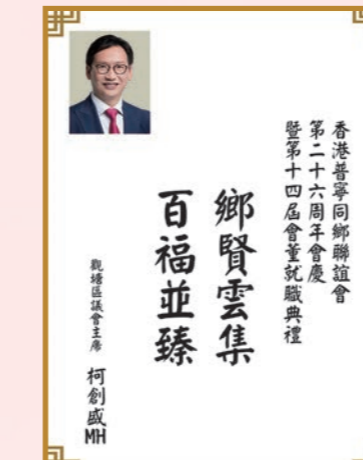 香港普寧同鄉聯誼會
第二十六周年會慶
暨第十四屆會董就職典禮
鄉賢雲集
百福並臻
觀塘區議會主席 柯創盛 MH